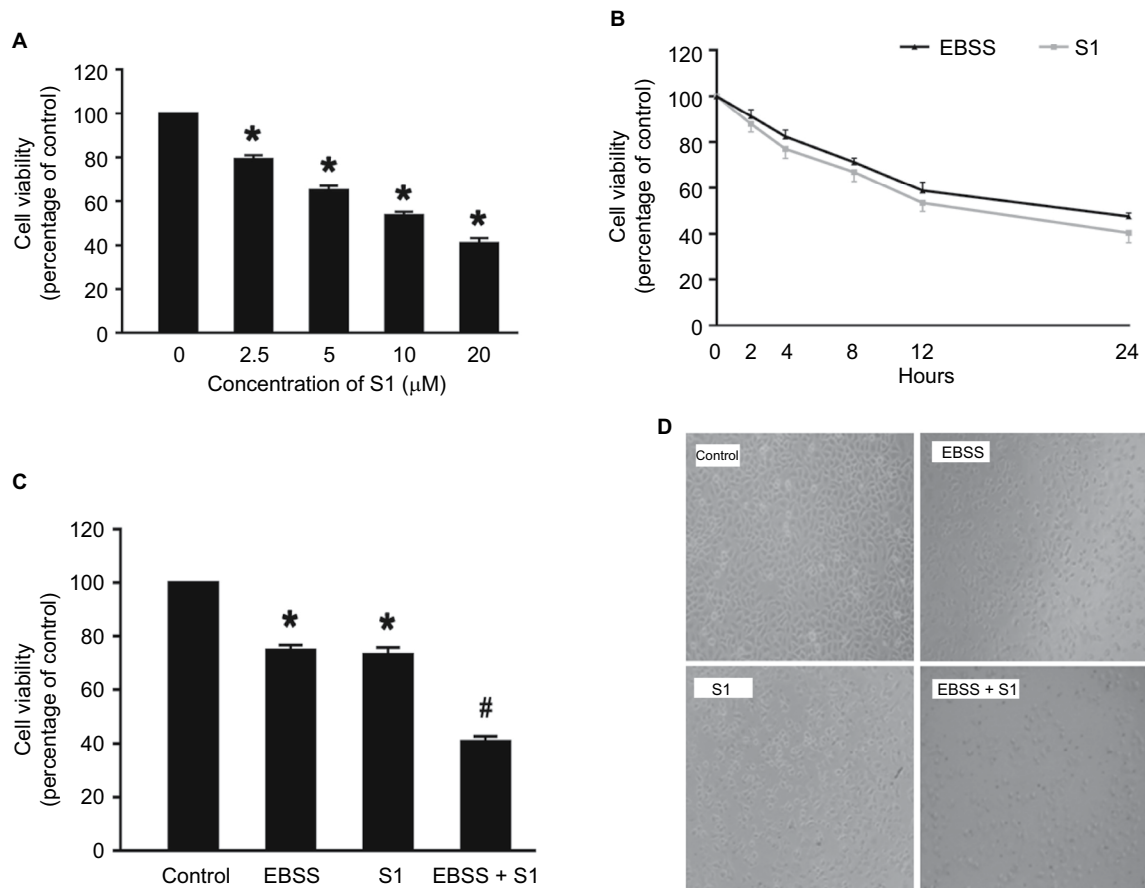 A
Cell viability
(percentage of control)
120
100
80
60
40
20
0
*
*
*
*
0 2.5 5 10 20
Concentration of S1 (μM)
B
EBSS S1
Cell viability
(percentage of control)
120
100
80
60
40
20
0
0 2 4 8 12 24
Hours
C
Cell viability
(percentage of control)
120
100
80
60
40
20
0
*
*
#
Control EBSS S1 EBSS + S1
D
Control
EBSS
S1
EBSS + S1